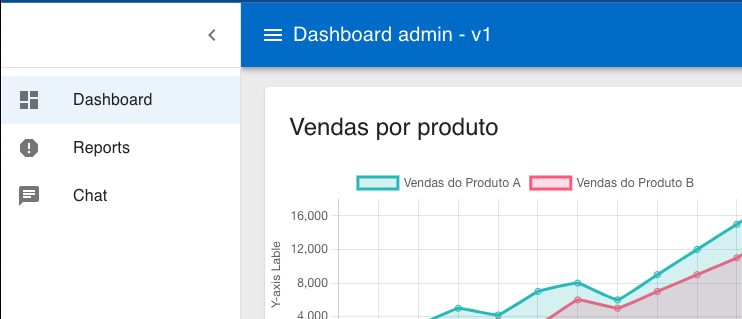 Dashboard admin - v1
Dashboard
Reports
Chat
Vendas por produto
Vendas do Produto A
Vendas do Produto B
16,000
12,000
8,000
4,000
Y-axis Lable